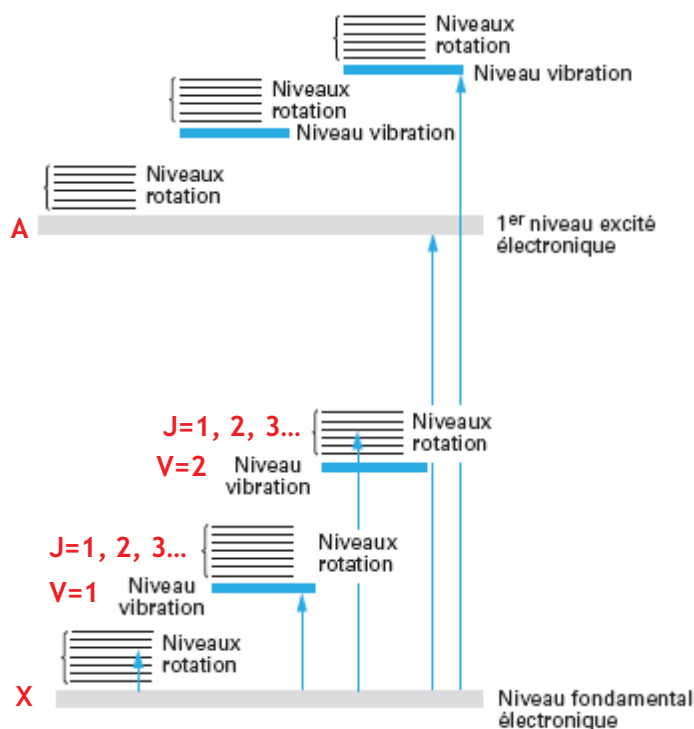 Niveaux
rotation
Niveau vibration
Niveaux
rotation
Niveau vibration
Niveaux
rotation
A
1er niveau excité
électronique
J=1, 2, 3...
Niveaux
rotation
V=2
Niveau
vibration
J=1, 2, 3...
Niveaux
rotation
V=1
Niveau
vibration
Niveaux
rotation
X
Niveau fondamental
électronique